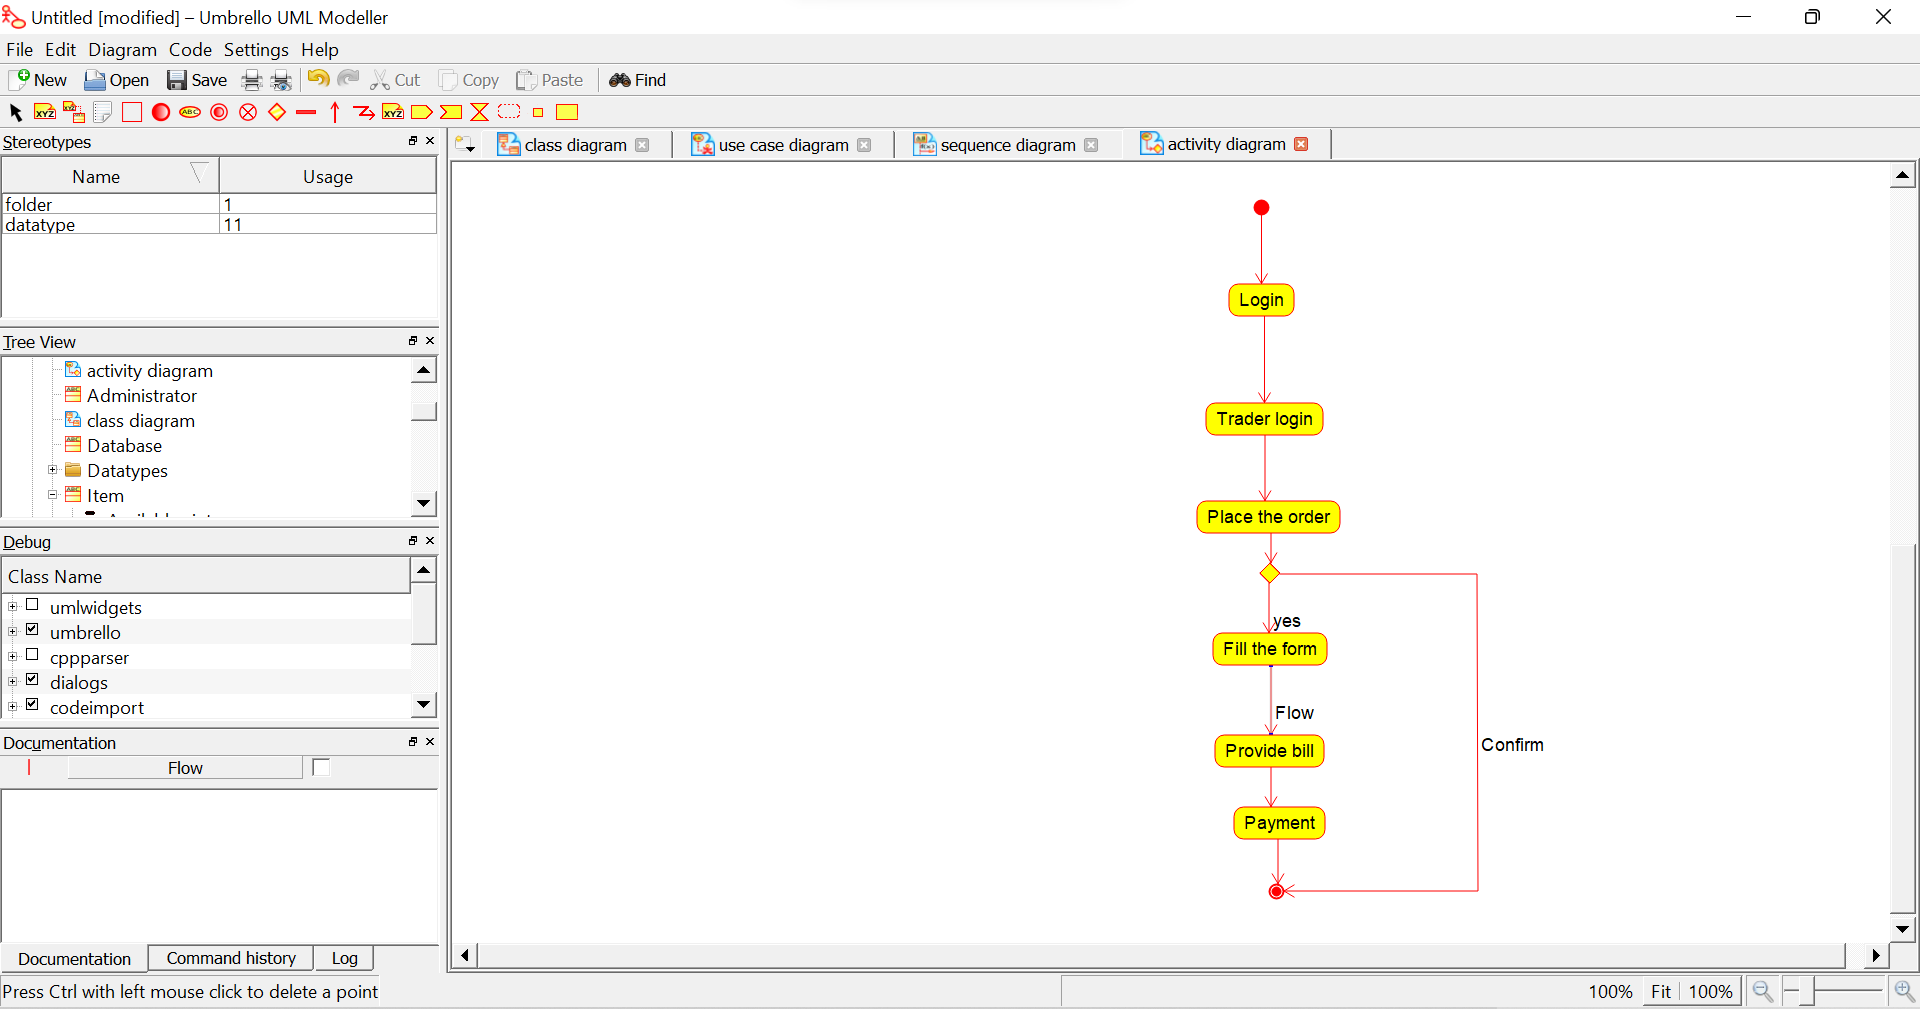 Untitled [modified] – Umbrello UML Modeller
File Edit Diagram Code Settings Help
New Open Save Cut Copy Paste Find
XYZ XYZ ABC XYZ
Stereotypes
Name Usage
folder 1
datatype 11
Tree View
activity diagram
Administrator
class diagram
Database
Datatypes
Item
Debug
Class Name
umlwidgets
umbrello
cppparser
dialogs
codeimport
Documentation
Flow
Documentation Command history Log
Press Ctrl with left mouse click to delete a point
class diagram use case diagram sequence diagram activity diagram
Login
Trader login
Place the order
yes
Fill the form
Flow
Provide bill
Confirm
Payment
100% Fit 100%